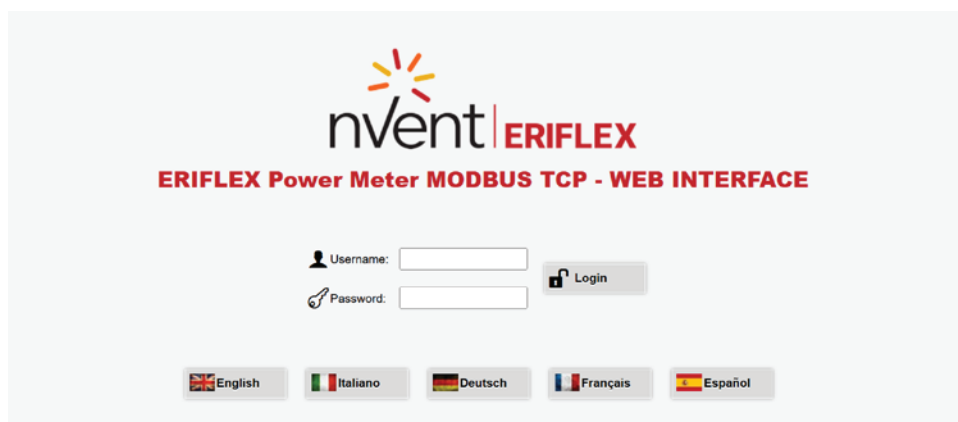 nVent | ERIFLEX
ERIFLEX Power Meter MODBUS TCP - WEB INTERFACE
Username:
Login
Password:
English Italiano Deutsch Français Español